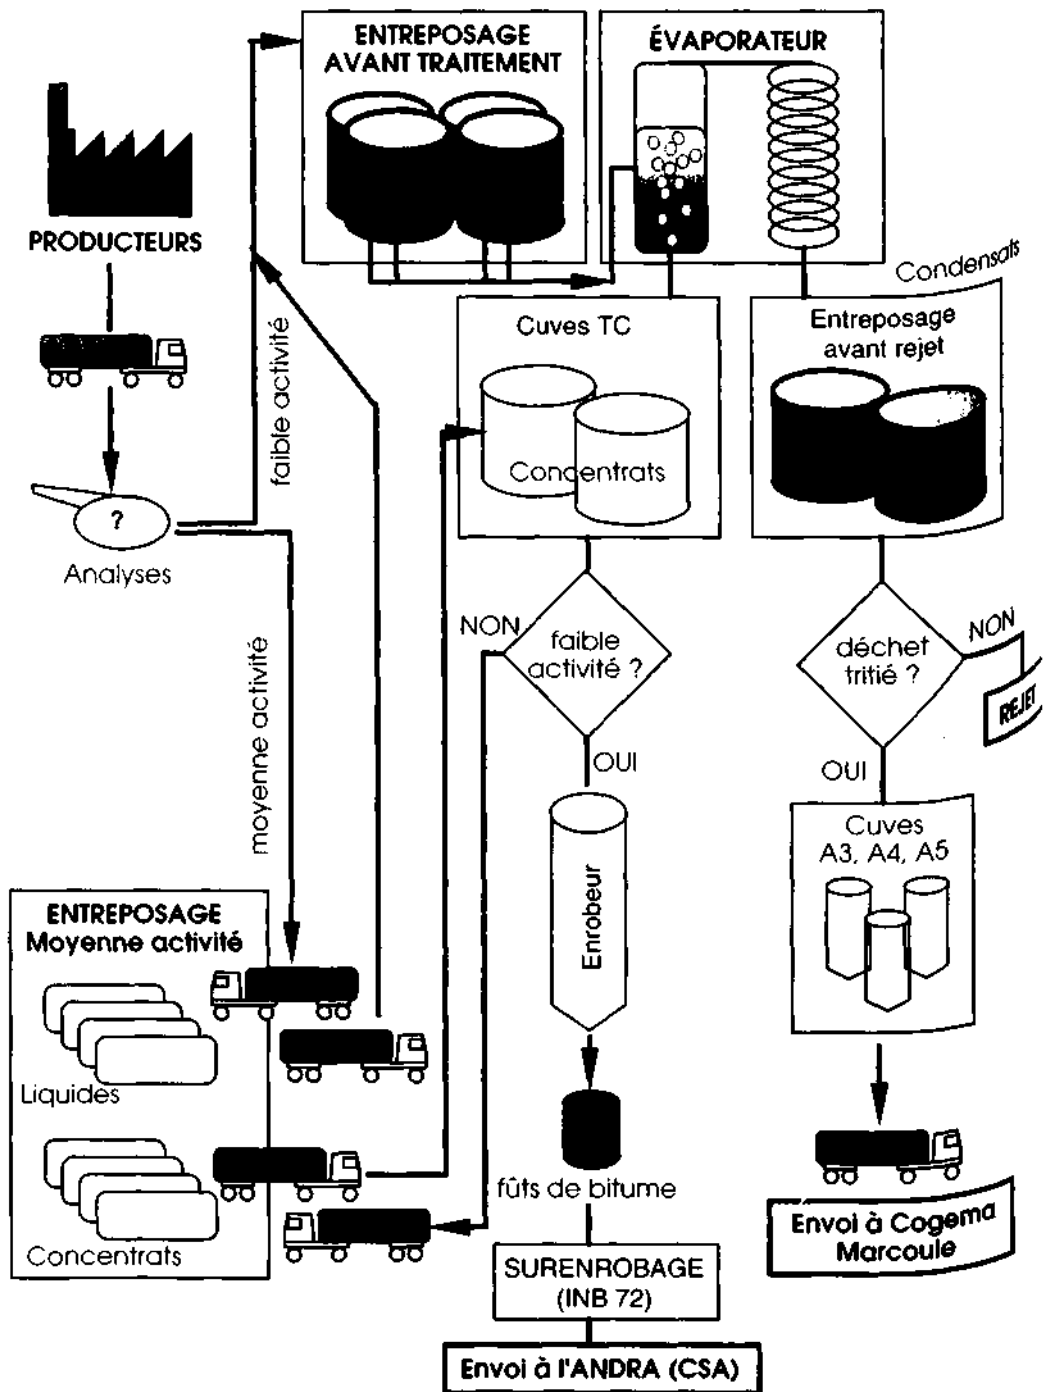 ENTREPOSAGE
AVANT TRAITEMENT
ÉVAPORATEUR
PRODUCTEURS
Condensats
faible activité
Cuves TC
Concentrats
Entreposage
avant rejet
?
Analyses
moyenne activité
NON
faible
activité ?
OUI
déchet
tritié ?
NON
REJET
OUI
Enrobeur
Cuves
A3, A4, A5
ENTREPOSAGE
Moyenne activité
Liquides
Concentrats
fûts de bitume
Envoi à Cogema
Marcoule
SURENROBAGE
(INB 72)
Envoi à l'ANDRA (CSA)